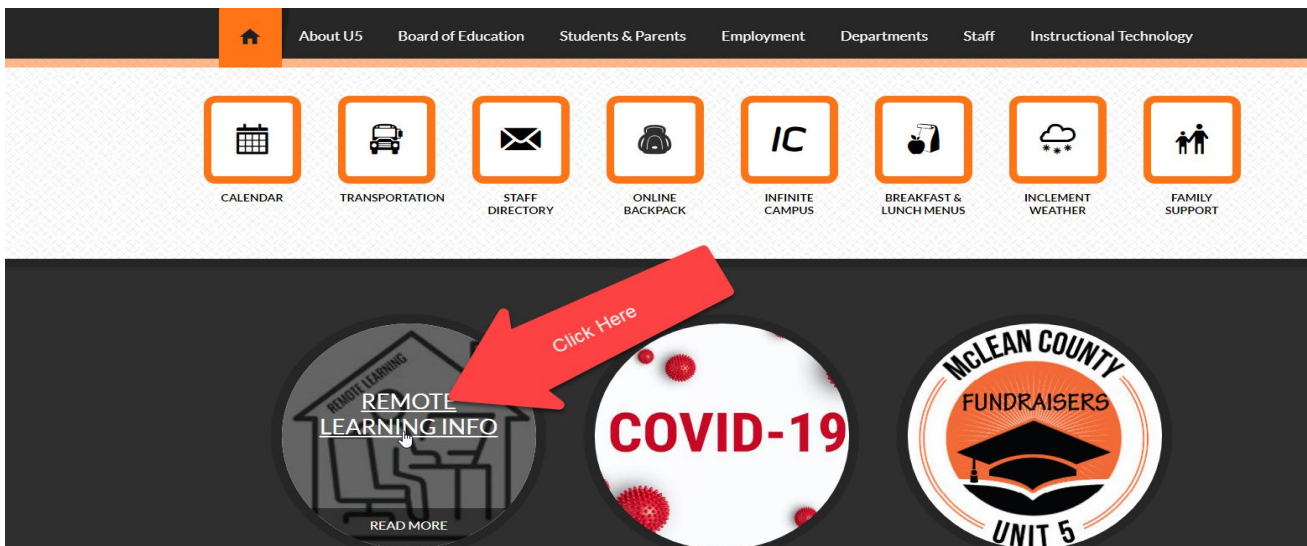 About U5 Board of Education Students & Parents Employment Departments Staff Instructional Technology
CALENDAR
TRANSPORTATION
STAFF
DIRECTORY
ONLINE
BACKPACK
IC
INFINITE
CAMPUS
BREAKFAST &
LUNCH MENUS
INCLEMENT
WEATHER
FAMILY
SUPPORT
Click Here
REMOTE LEARNING
REMOTE
LEARNING INFO
READ MORE
COVID-19
MCLEAN COUNTY
FUNDRAISERS
UNIT 5